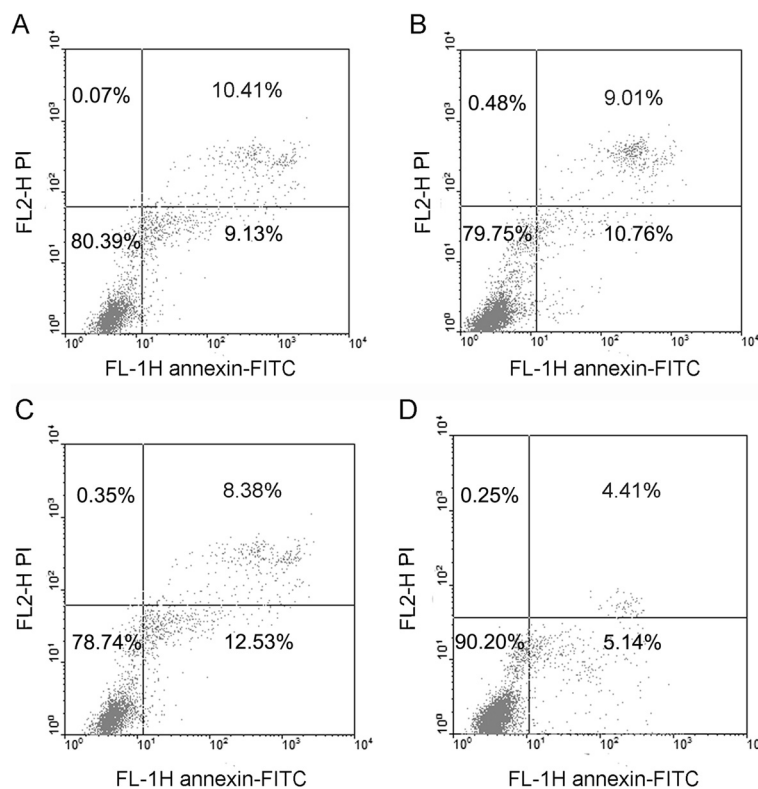 A
10⁴
10³
10²
10¹
10⁰
FL2-H PI
0.07%
10.41%
80.39%
9.13%
10⁰ 10¹ 10² 10³ 10⁴
FL-1H annexin-FITC
B
10⁴
10³
10²
10¹
10⁰
FL2-H PI
0.48%
9.01%
79.75%
10.76%
10⁰ 10¹ 10² 10³ 10⁴
FL-1H annexin-FITC
C
10⁴
10³
10²
10¹
10⁰
FL2-H PI
0.35%
8.38%
78.74%
12.53%
10⁰ 10¹ 10² 10³ 10⁴
FL-1H annexin-FITC
D
10⁴
10³
10²
10¹
10⁰
FL2-H PI
0.25%
4.41%
90.20%
5.14%
10⁰ 10¹ 10² 10³ 10⁴
FL-1H annexin-FITC